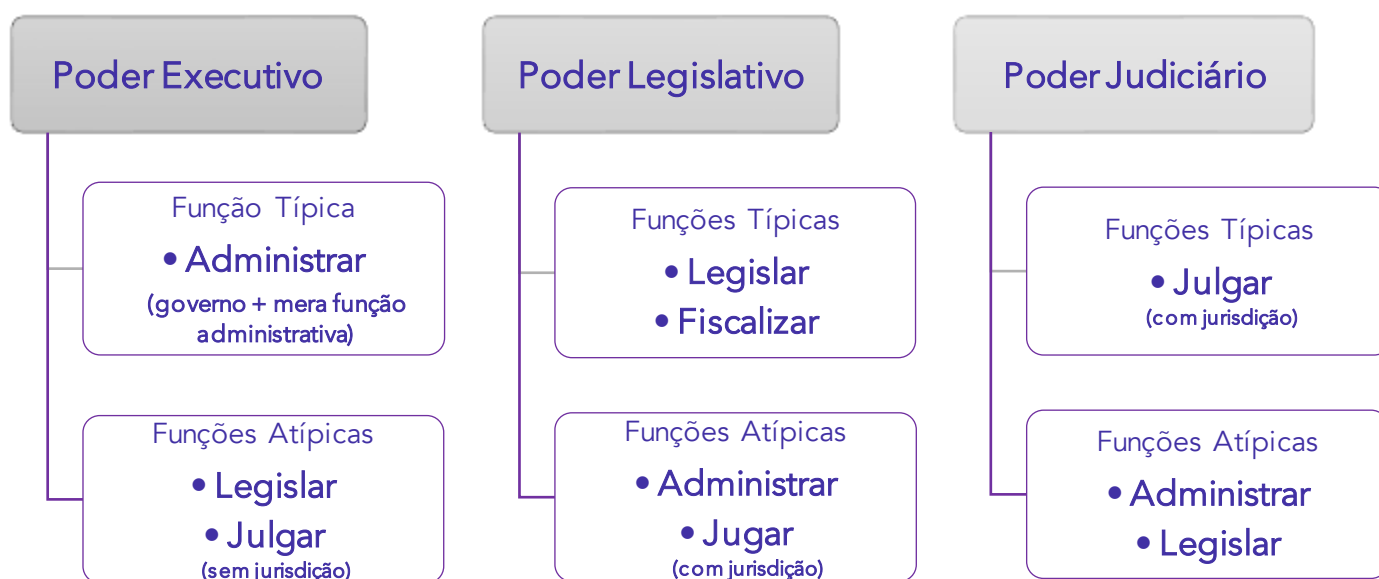 Poder Executivo
Função Típica
• Administrar
(governo + mera função
administrativa)
Funções Atípicas
• Legislar
• Julgar
(sem jurisdição)
Poder Legislativo
Funções Típicas
• Legislar
• Fiscalizar
Funções Atípicas
• Administrar
• Jugar
(com jurisdição)
Poder Judiciário
Funções Típicas
• Julgar
(com jurisdição)
Funções Atípicas
• Administrar
• Legislar